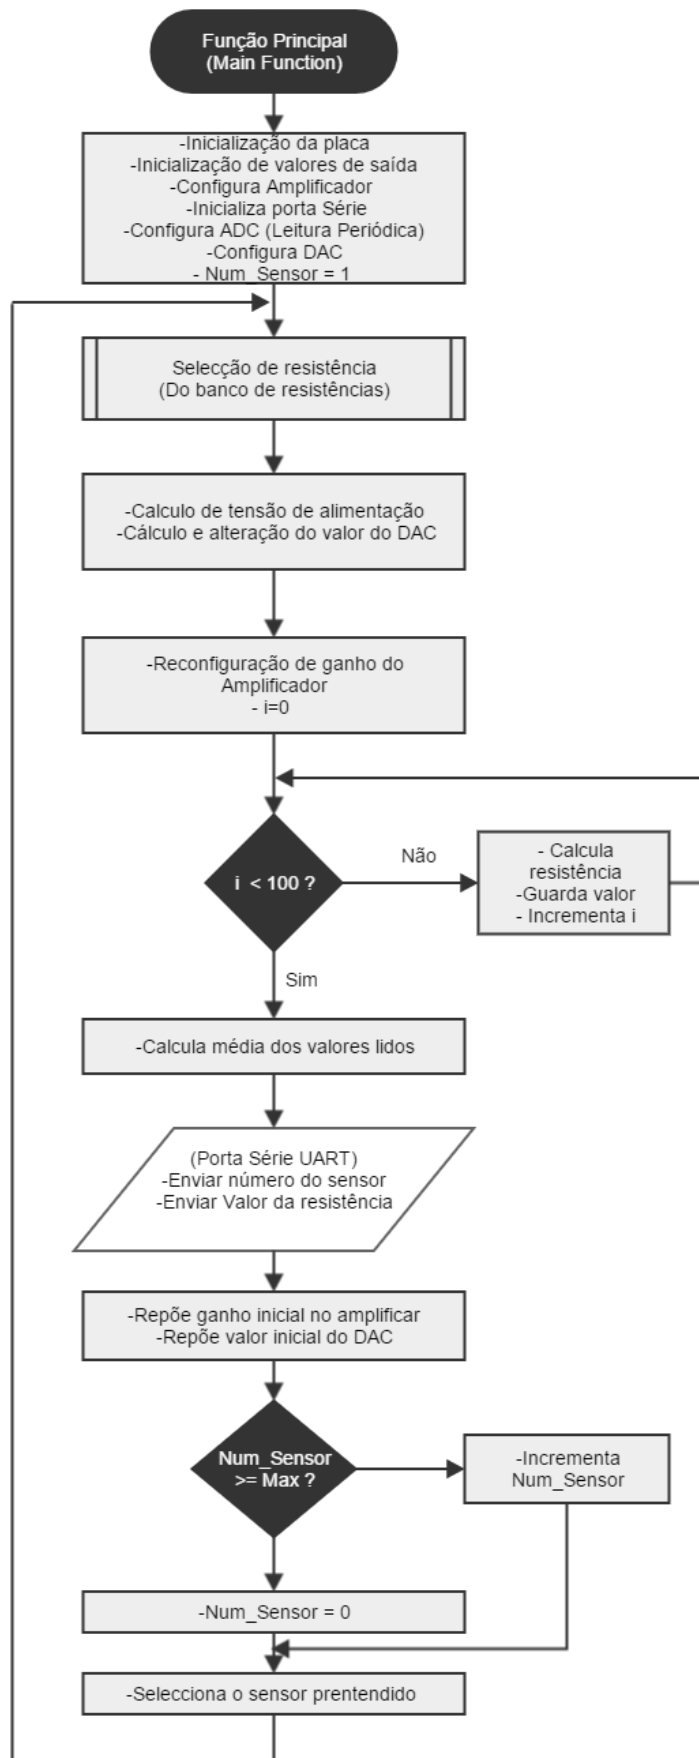 Função Principal
(Main Function)
-Inicialização da placa
-Inicialização de valores de saída
-Configura Amplificador
-Inicializa porta Série
-Configura ADC (Leitura Periódica)
-Configura DAC
- Num_Sensor = 1
Selecção de resistência
(Do banco de resistências)
-Calculo de tensão de alimentação
-Cálculo e alteração do valor do DAC
-Reconfiguração de ganho do
Amplificador
- i=0
i < 100 ?
Não
- Calcula
resistência
-Guarda valor
- Incrementa i
Sim
-Calcula média dos valores lidos
(Porta Série UART)
-Enviar número do sensor
-Enviar Valor da resistência
-Repõe ganho inicial no amplificar
-Repõe valor inicial do DAC
Num_Sensor
>= Max ?
-Incrementa
Num_Sensor
-Num_Sensor = 0
-Selecciona o sensor prentendido